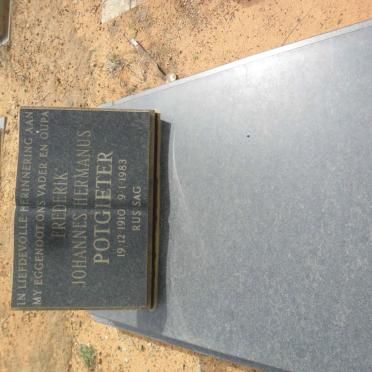 IN LIEFDEVOLLE HERINNERING AAN
MY EGGENOOT, ONS VADER EN OUPA
FREDERIK
JOHANNES HERMANUS
POTGIETER
19·12·1910 - 9·1·1983
RUS SAG